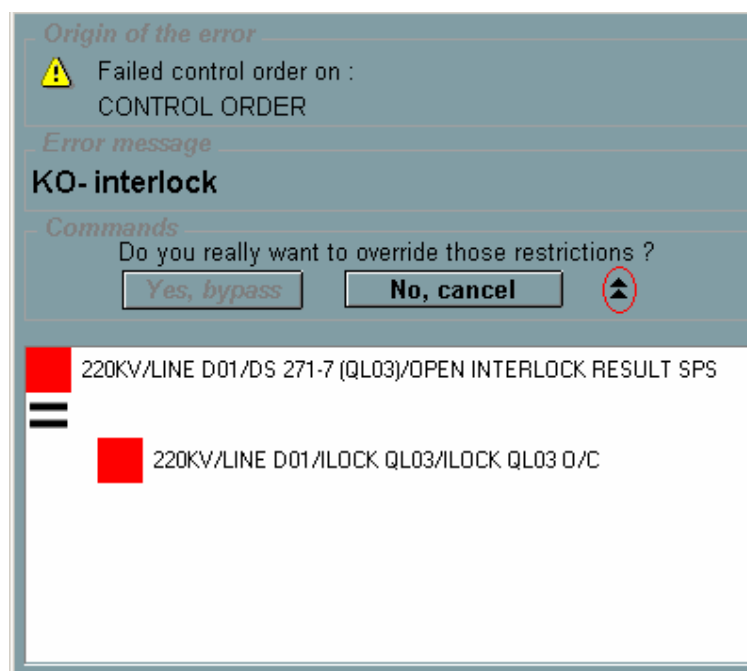 Origin of the error
Failed control order on :
CONTROL ORDER
Error message
KO- interlock
Commands
Do you really want to override those restrictions ?
Yes, bypass No, cancel
220KV/LINE D01/DS 271-7 (QL03)/OPEN INTERLOCK RESULT SPS
220KV/LINE D01/ILOCK QL03/ILOCK QL03 O/C